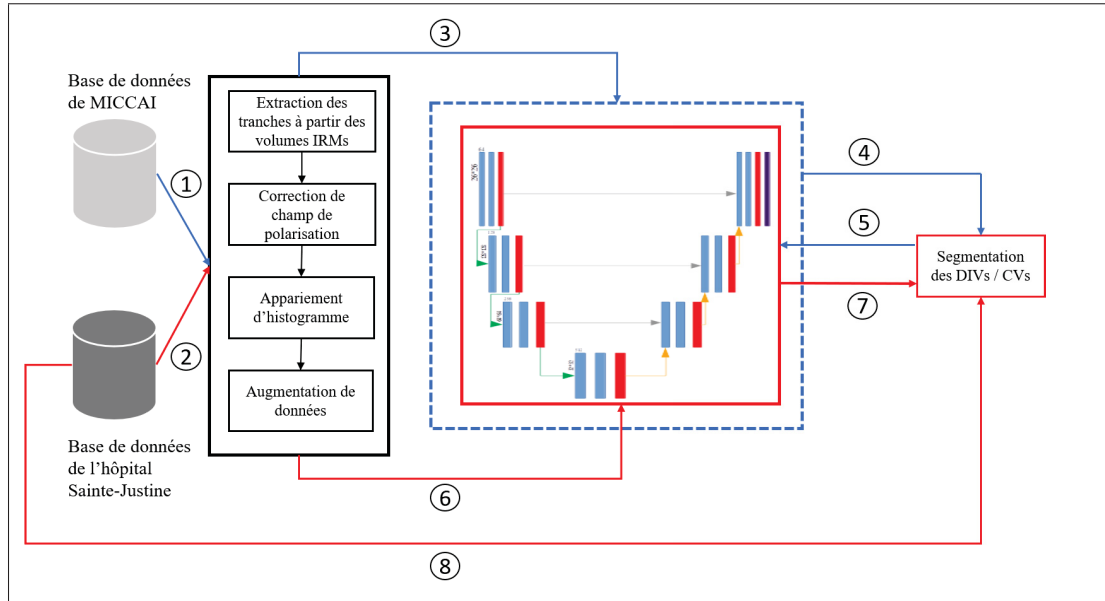 ③
Base de données
de MICCAI
Extraction des
tranches à partir des
volumes IRMs
①
Correction de
champ de
polarisation
④
⑤
Segmentation
des DIVs / CVs
Appariement
d'histogramme
⑦
②
Augmentation de
données
Base de données
de l'hôpital
Sainte-Justine
⑥
⑧